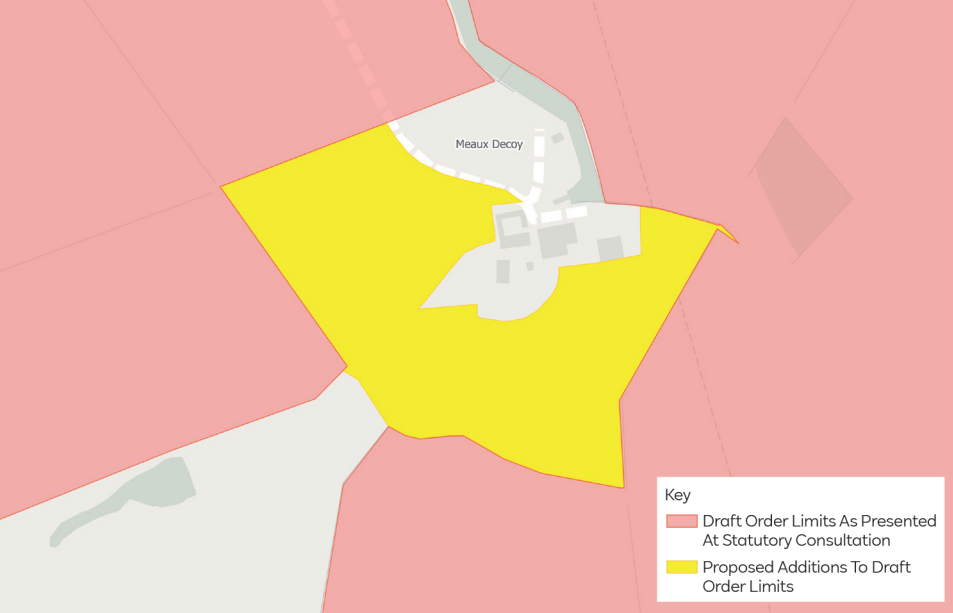 Meaux Decoy
Key
Draft Order Limits As Presented
At Statutory Consultation
Proposed Additions To Draft
Order Limits